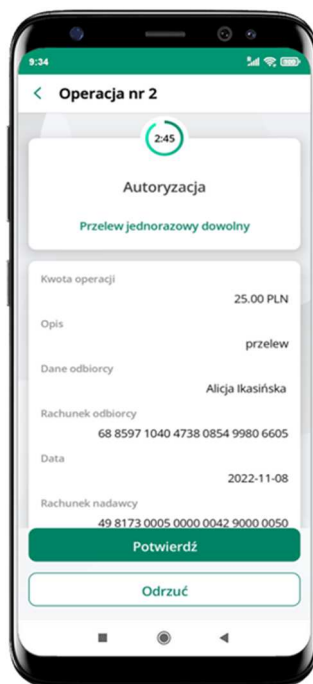 9:34
Operacja nr 2
2:45
Autoryzacja
Przelew jednorazowy dowolny
Kwota operacji
25.00 PLN
Opis
przelew
Dane odbiorcy
Alicja Ikasińska
Rachunek odbiorcy
68 8597 1040 4738 0854 9980 6605
Data
2022-11-08
Rachunek nadawcy
49 8173 0005 0000 0042 9000 0050
Potwierdź
Odrzuć